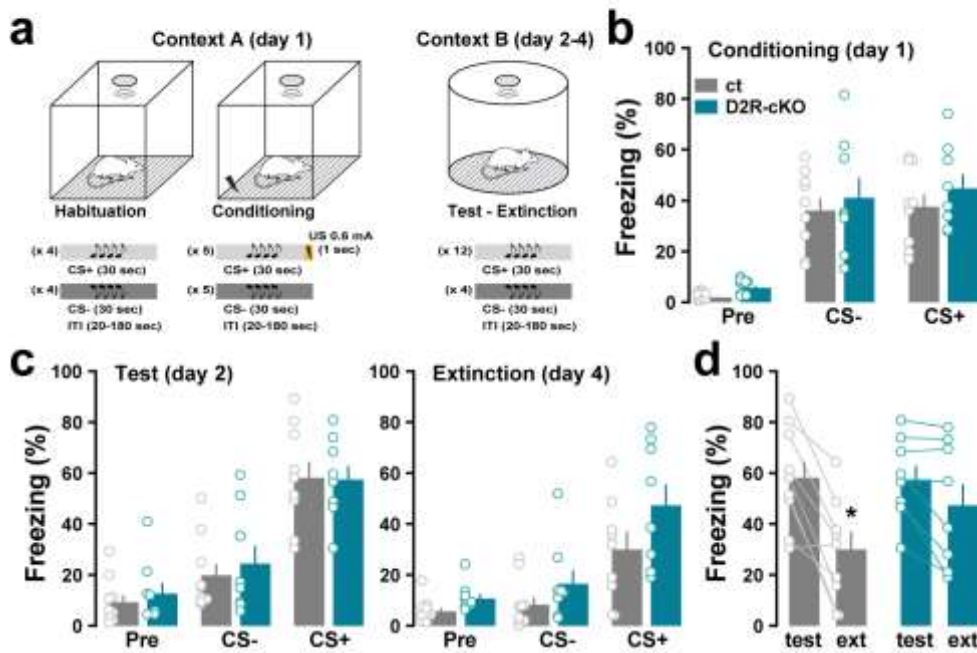 a
Context A (day 1)
Context B (day 2-4)
Habituation
Conditioning
Test - Extinction
US 0.6 mA
(1 sec)
(x 4)
CS+ (30 sec)
(x 4)
CS- (30 sec)
ITI (20-180 sec)
(x 5)
CS+ (30 sec)
(x 5)
CS- (30 sec)
ITI (20-180 sec)
(x 12)
CS+ (30 sec)
(x 4)
CS- (30 sec)
ITI (20-180 sec)
b
Conditioning (day 1)
ct
D2R-cKO
Freezing (%)
100
80
60
40
20
0
Pre
CS-
CS+
c
Test (day 2)
Freezing (%)
100
80
60
40
20
0
Pre
CS-
CS+
Extinction (day 4)
100
80
60
40
20
0
Pre
CS-
CS+
d
100
80
60
40
20
0
*
test
ext
test
ext